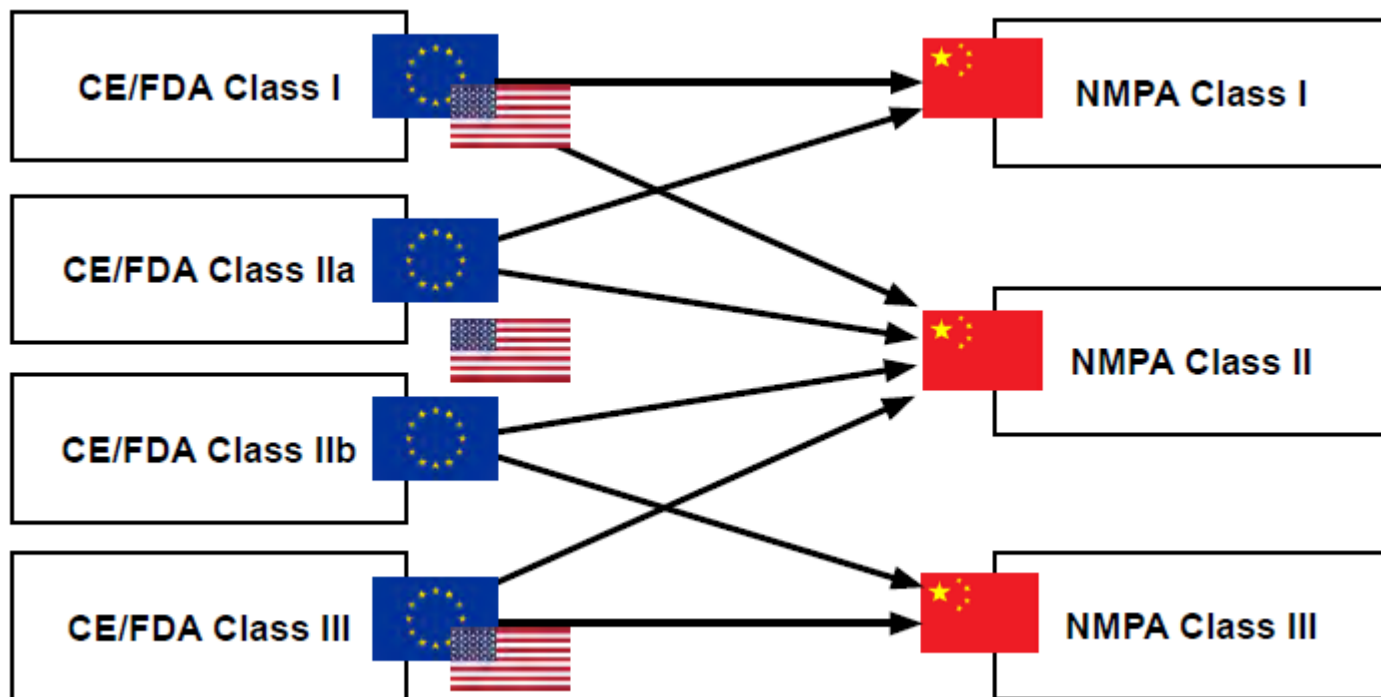 CE/FDA Class I
NMPA Class I
CE/FDA Class IIa
NMPA Class II
CE/FDA Class IIb
CE/FDA Class III
NMPA Class III